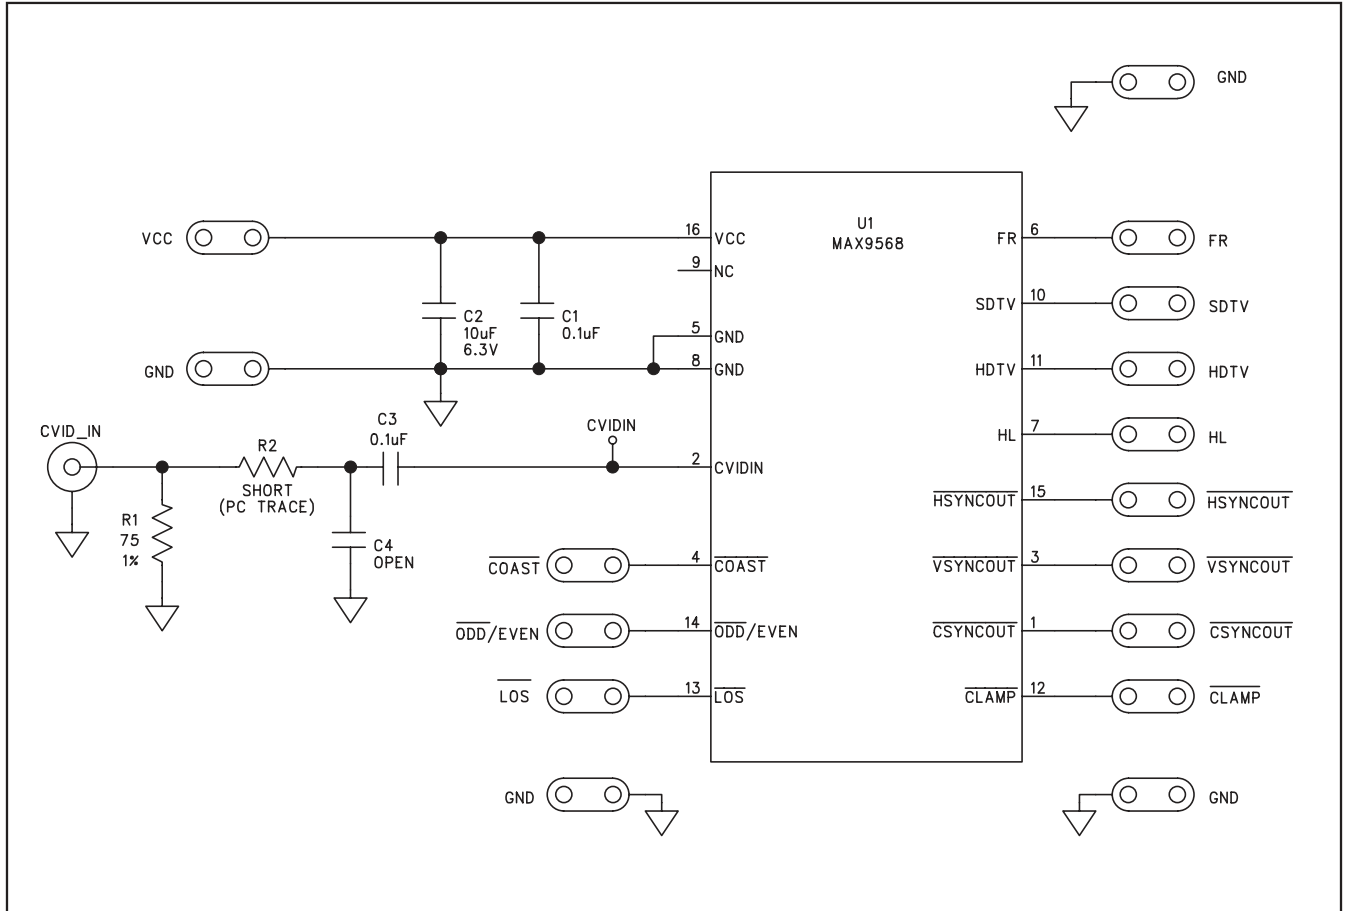 GND
U1
MAX9568
VCC
16
VCC
FR
6
FR
9
NC
C2
10uF
6.3V
C1
0.1uF
SDTV
10
SDTV
5
GND
GND
8
GND
HDTV
11
HDTV
CVID_IN
R2
SHORT
(PC TRACE)
C3
0.1uF
CVIDIN
2
CVIDIN
HL
7
HL
R1
75
1%
C4
OPEN
HSYNCOUT
15
HSYNCOUT
COAST
4
COAST
VSYNCOUT
3
VSYNCOUT
ODD/EVEN
14
ODD/EVEN
CSYNCOUT
1
CSYNCOUT
LOS
13
LOS
CLAMP
12
CLAMP
GND
GND